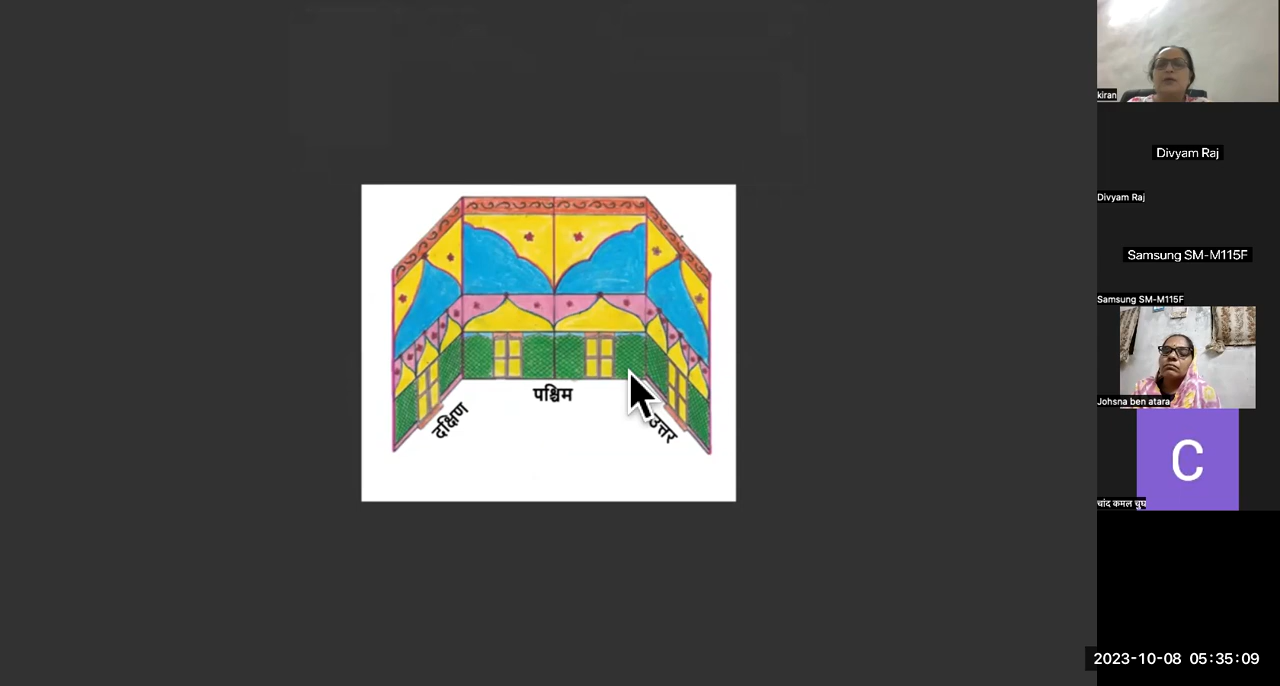 पश्चिम
दक्षिण
उत्तर
kiran
Divyam Raj
Divyam Raj
Samsung SM-M115F
Samsung SM-M115F
Johsna ben atara
C
चांद कमल चुघ
2023-10-08 05:35:09